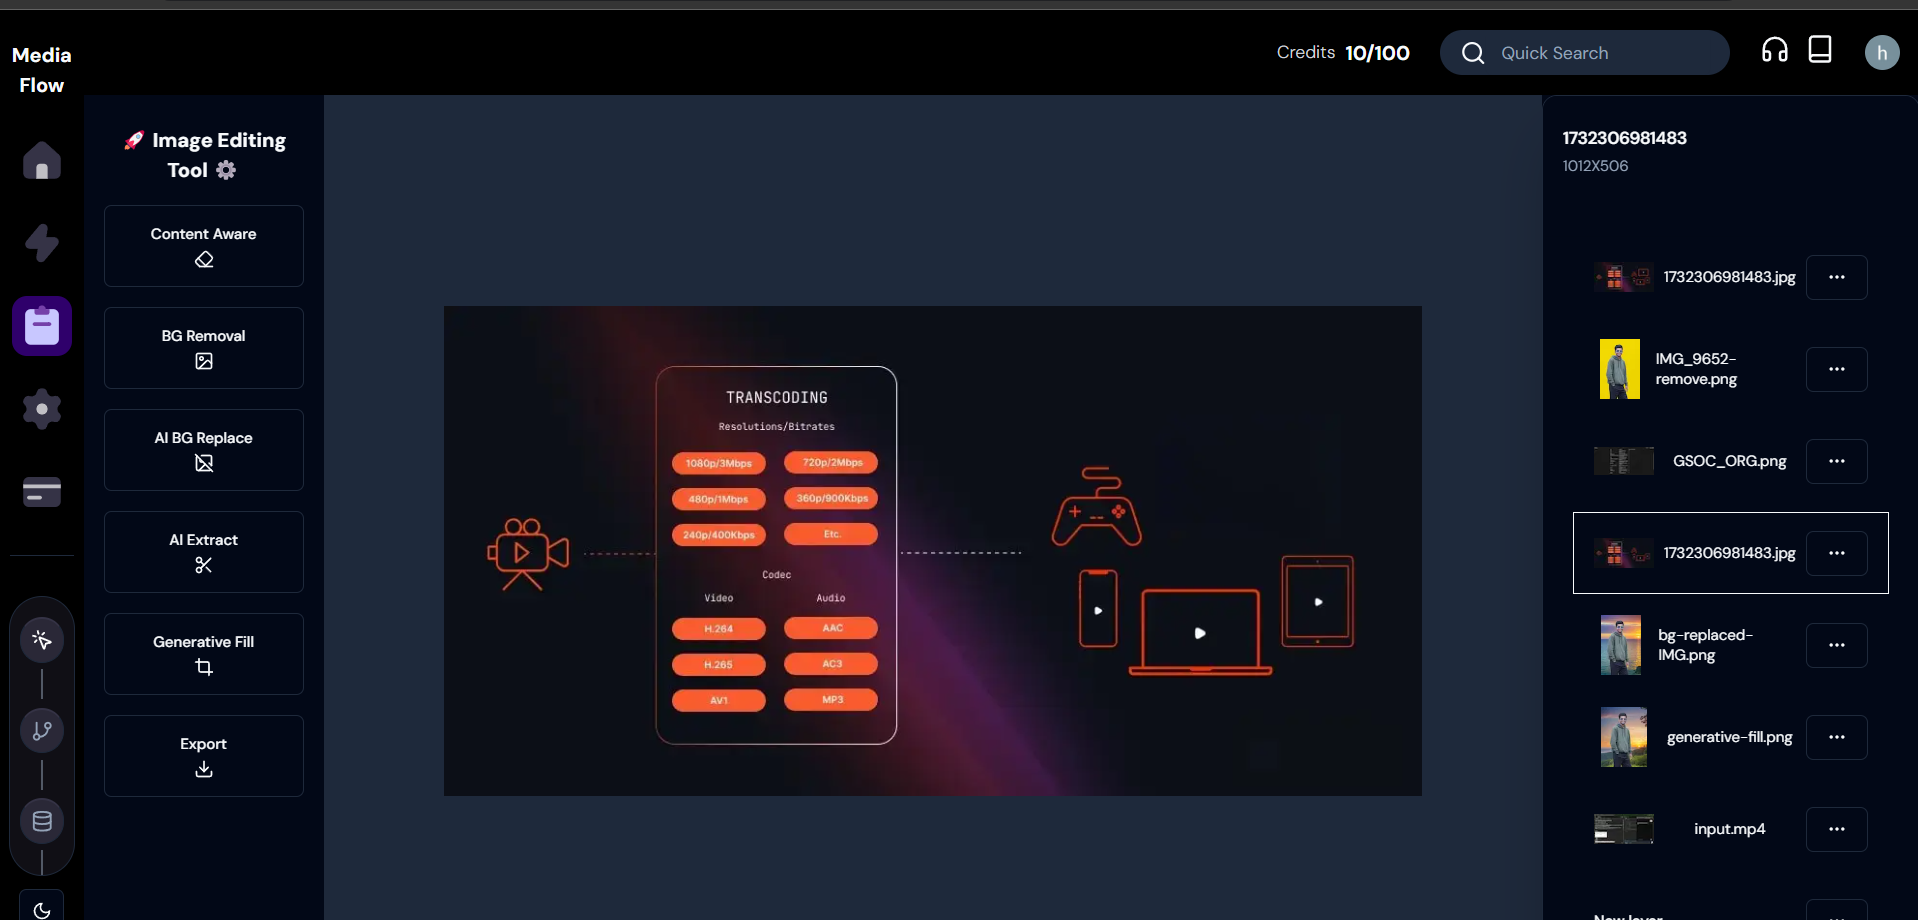 Media
Flow
Credits 10/100
Quick Search
h
🚀 Image Editing
Tool ⚙️
Content Aware
BG Removal
AI BG Replace
AI Extract
Generative Fill
Export
TRANSCODING
Resolutions/Bitrates
1080p/3Mbps 720p/2Mbps
480p/1Mbps 360p/900Kbps
240p/400Kbps Etc.
Codec
Video Audio
H.264 AAC
H.265 AC3
AV1 MP3
1732306981483
1012X506
1732306981483.jpg
IMG_9652-
remove.png
GSOC_ORG.png
1732306981483.jpg
bg-replaced-
IMG.png
generative-fill.png
input.mp4
New layer